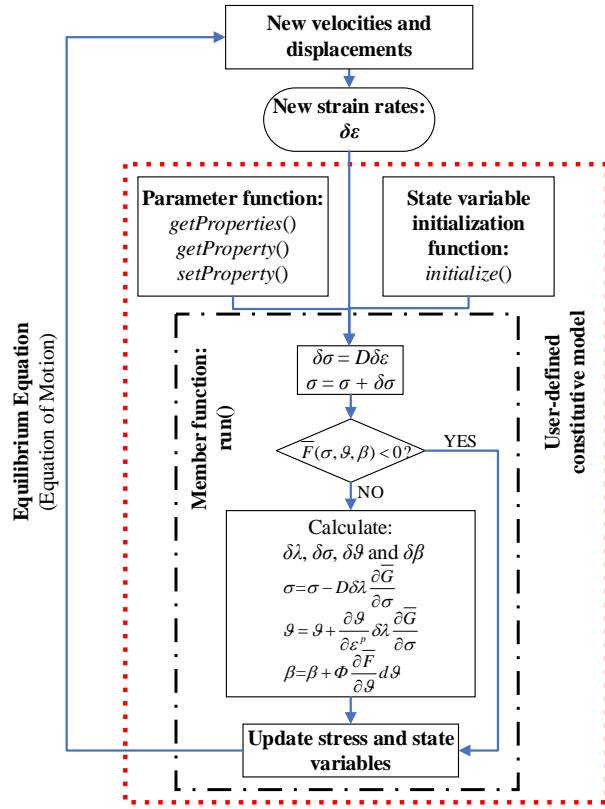 New velocities and
displacements
New strain rates:
δε
Parameter function:
getProperties()
getProperty()
setProperty()
State variable
initialization
function:
initialize()
Equilibrium Equation
(Equation of Motion)
Member function:
run()
User-defined
constitutive model
δσ = Dδε
σ = σ + δσ
F̅(σ, ϑ, β) < 0?
YES
NO
Calculate:
δλ, δσ, δϑ and δβ
σ=σ − Dδλ ∂G̅/∂σ
ϑ = ϑ + ∂ϑ/∂εᵖ δλ ∂G̅/∂σ
β=β + Φ ∂F̅/∂ϑ dϑ
Update stress and state
variables